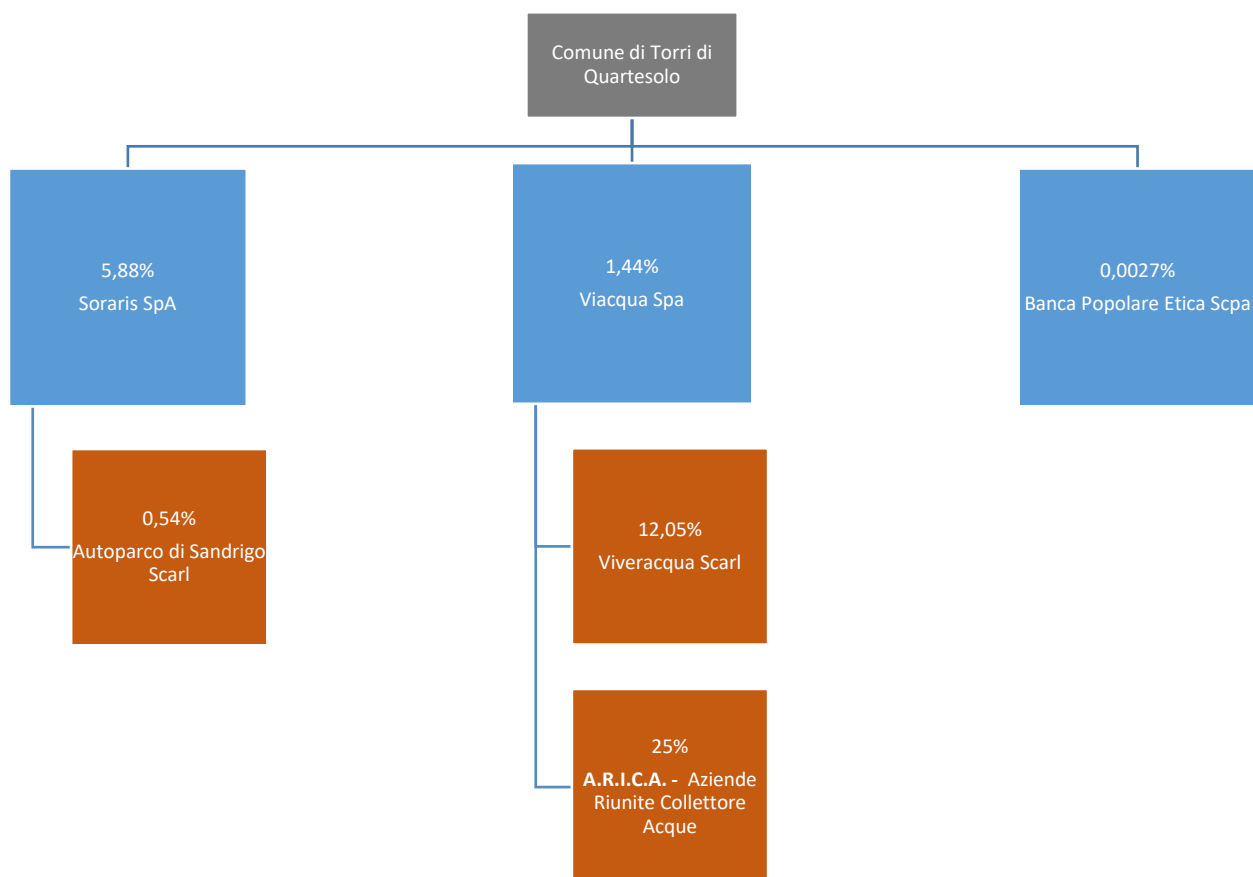 Comune di Torri di
Quartesolo
5,88%
Soraris SpA
1,44%
Viacqua Spa
0,0027%
Banca Popolare Etica Scpa
0,54%
Autoparco di Sandrigo
Scarl
12,05%
Viveracqua Scarl
25%
A.R.I.C.A. - Aziende
Riunite Collettore
Acque